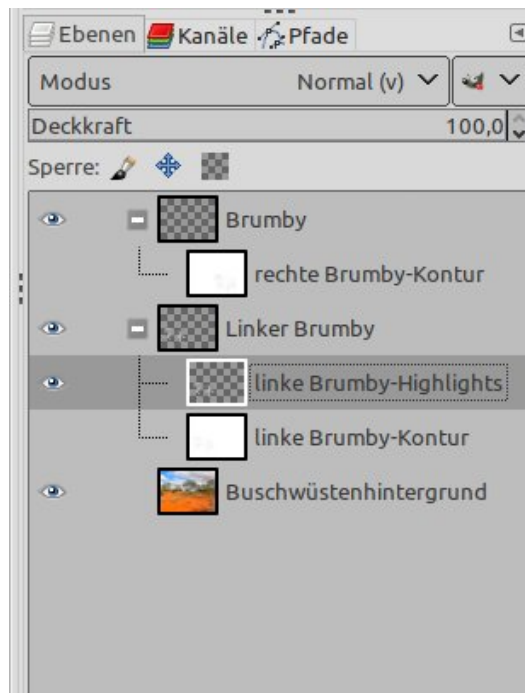 Ebenen Kanäle Pfade
Modus Normal (v)
Deckkraft 100,0
Sperre:
Brumby
rechte Brumby-Kontur
Linker Brumby
linke Brumby-Highlights
linke Brumby-Kontur
Buschwüstenhintergrund